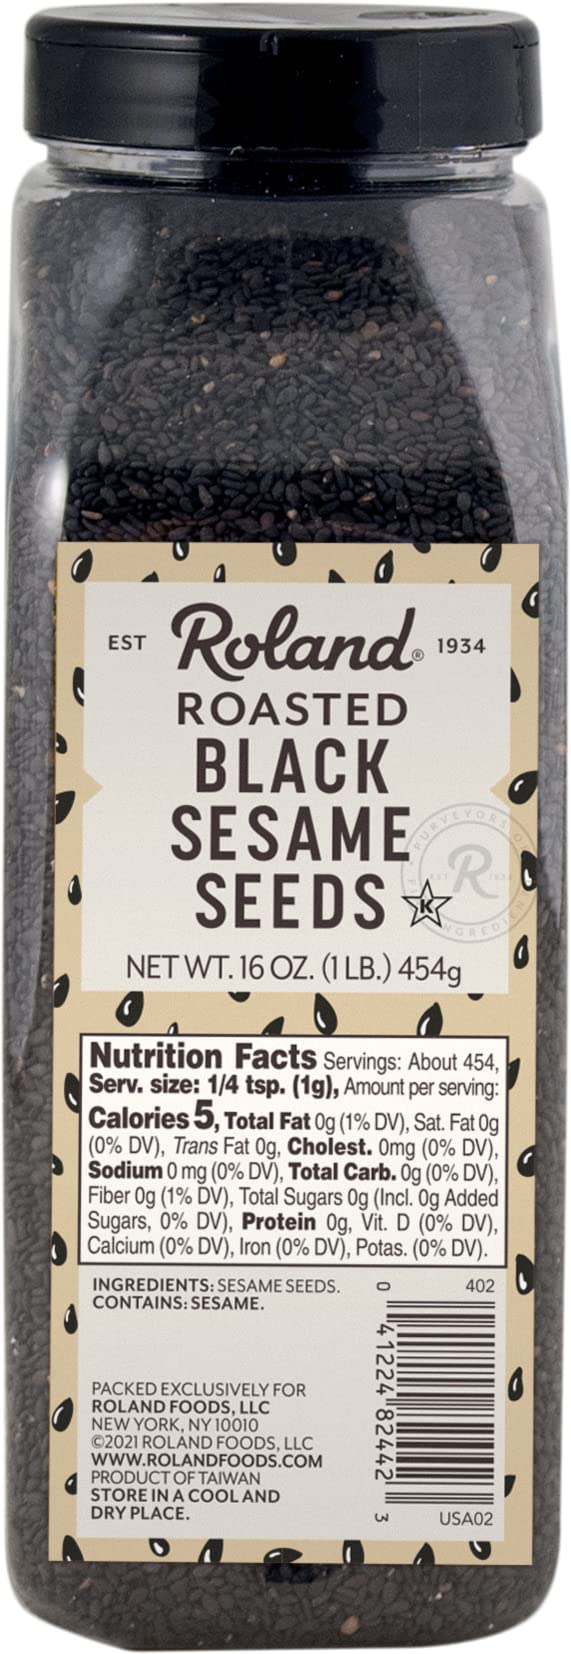 EST Roland® 1934
ROASTED
BLACK
SESAME
SEEDS
K
PURVEYORS OF
EST R 1934
FINE INGREDIENTS
NET WT. 16 OZ. (1 LB.) 454g
Nutrition Facts Servings: About 454,
Serv. size: 1/4 tsp. (1g), Amount per serving:
Calories 5, Total Fat 0g (1% DV), Sat. Fat 0g
(0% DV), Trans Fat 0g, Cholest. 0mg (0% DV),
Sodium 0 mg (0% DV), Total Carb. 0g (0% DV),
Fiber 0g (1% DV), Total Sugars 0g (Incl. 0g Added
Sugars, 0% DV), Protein 0g, Vit. D (0% DV),
Calcium (0% DV), Iron (0% DV), Potas. (0% DV).
INGREDIENTS: SESAME SEEDS.
CONTAINS: SESAME.
PACKED EXCLUSIVELY FOR
ROLAND FOODS, LLC
NEW YORK, NY 10010
©2021 ROLAND FOODS, LLC
WWW.ROLANDFOODS.COM
PRODUCT OF TAIWAN
STORE IN A COOL AND
DRY PLACE.
402
0 41224 82442 3
USA02